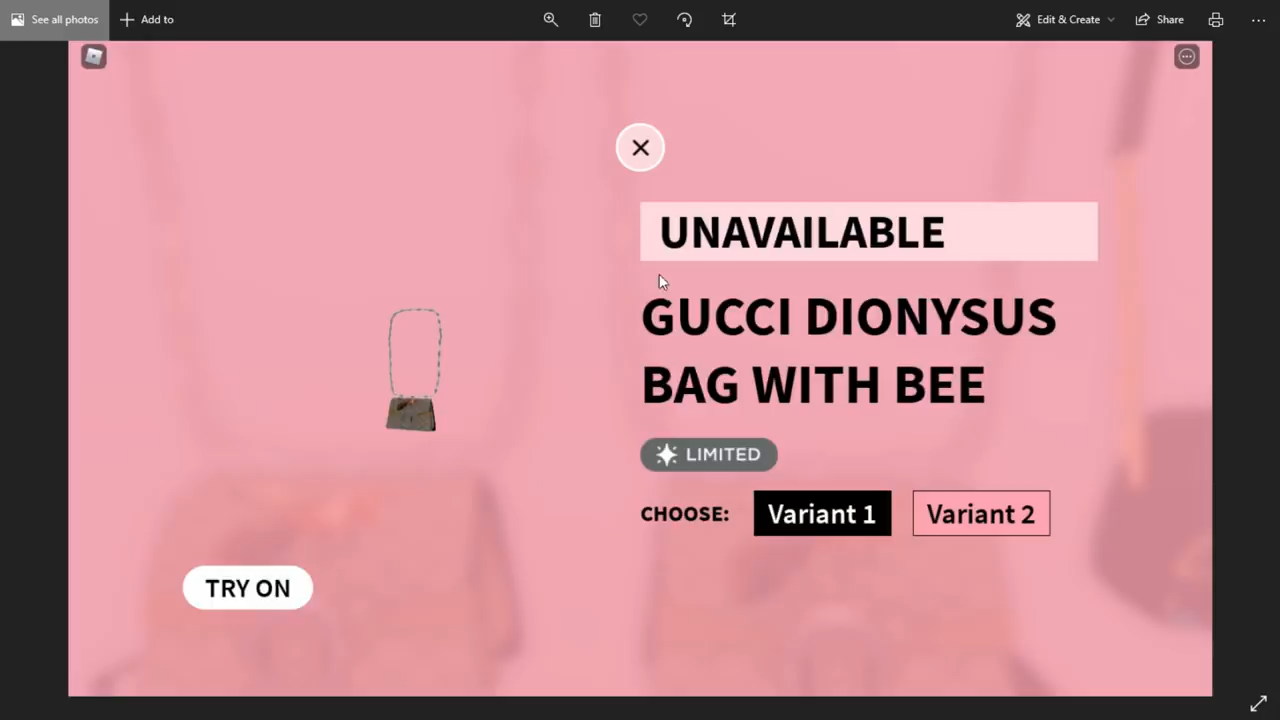 See all photos
Add to
Edit & Create
Share
UNAVAILABLE
GUCCI DIONYSUS
BAG WITH BEE
LIMITED
CHOOSE:
Variant 1
Variant 2
TRY ON